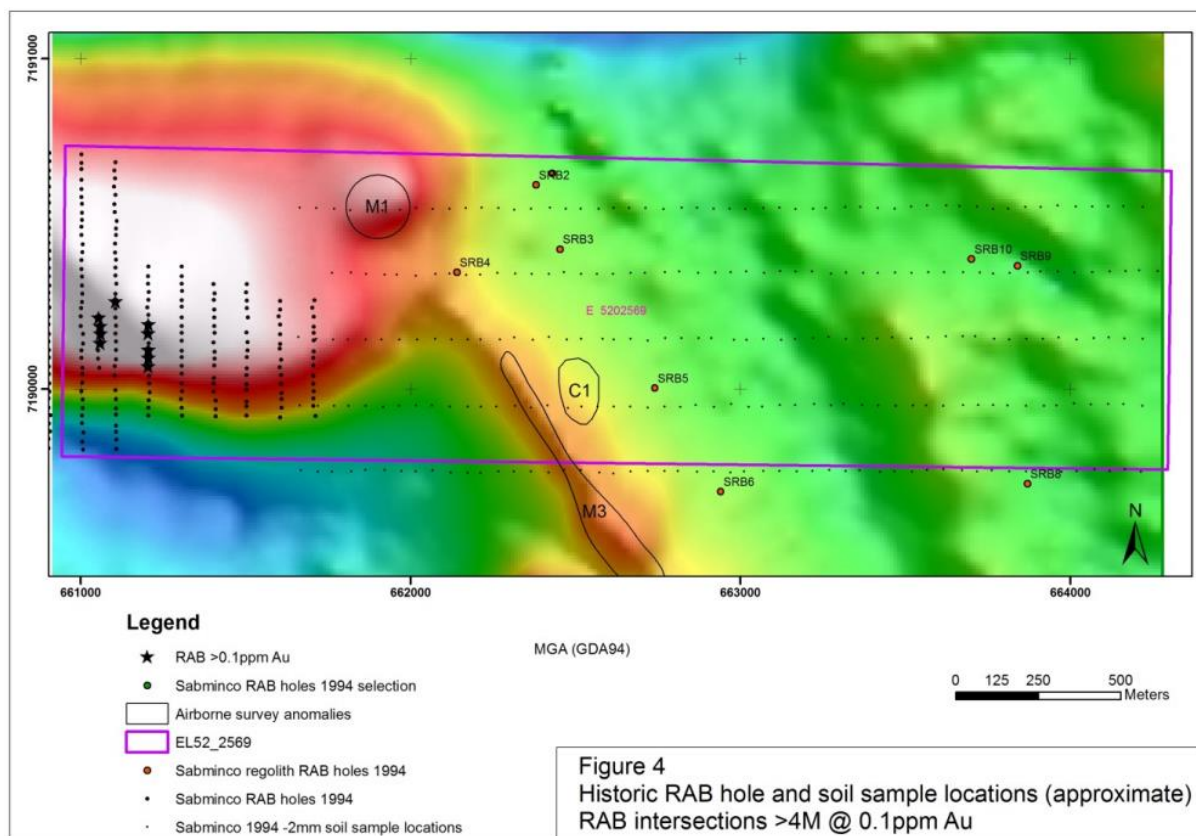 7191000
7190000
M1
SRB2
SRB3
SRB4
SRB10
SRB9
E 5202569
C1
SRB5
SRB6
SRB8
M3
N
661000
662000
663000
664000
MGA (GDA94)
0 125 250 500
Meters
Legend
RAB >0.1ppm Au
Sabminco RAB holes 1994 selection
Airborne survey anomalies
EL52_2569
Sabminco regolith RAB holes 1994
Sabminco RAB holes 1994
Sabminco 1994 -2mm soil sample locations
Figure 4
Historic RAB hole and soil sample locations (approximate)
RAB intersections >4M @ 0.1ppm Au